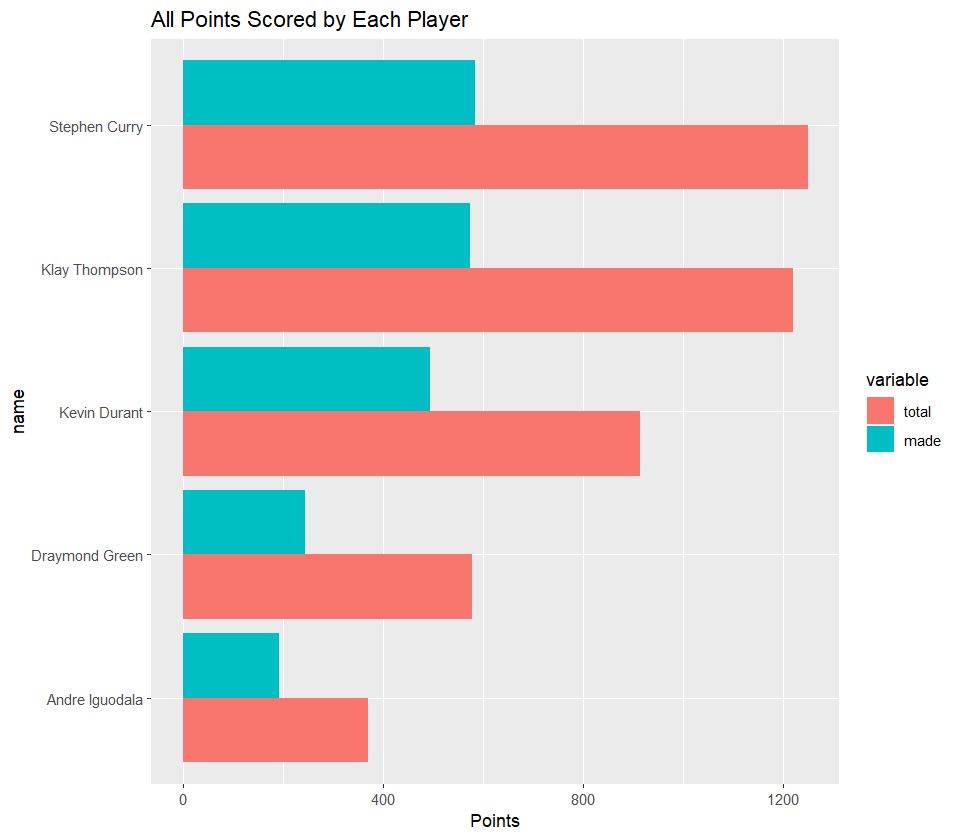 All Points Scored by Each Player
Stephen Curry
Klay Thompson
Kevin Durant
Draymond Green
Andre Iguodala
name
0
400
800
1200
Points
variable
total
made